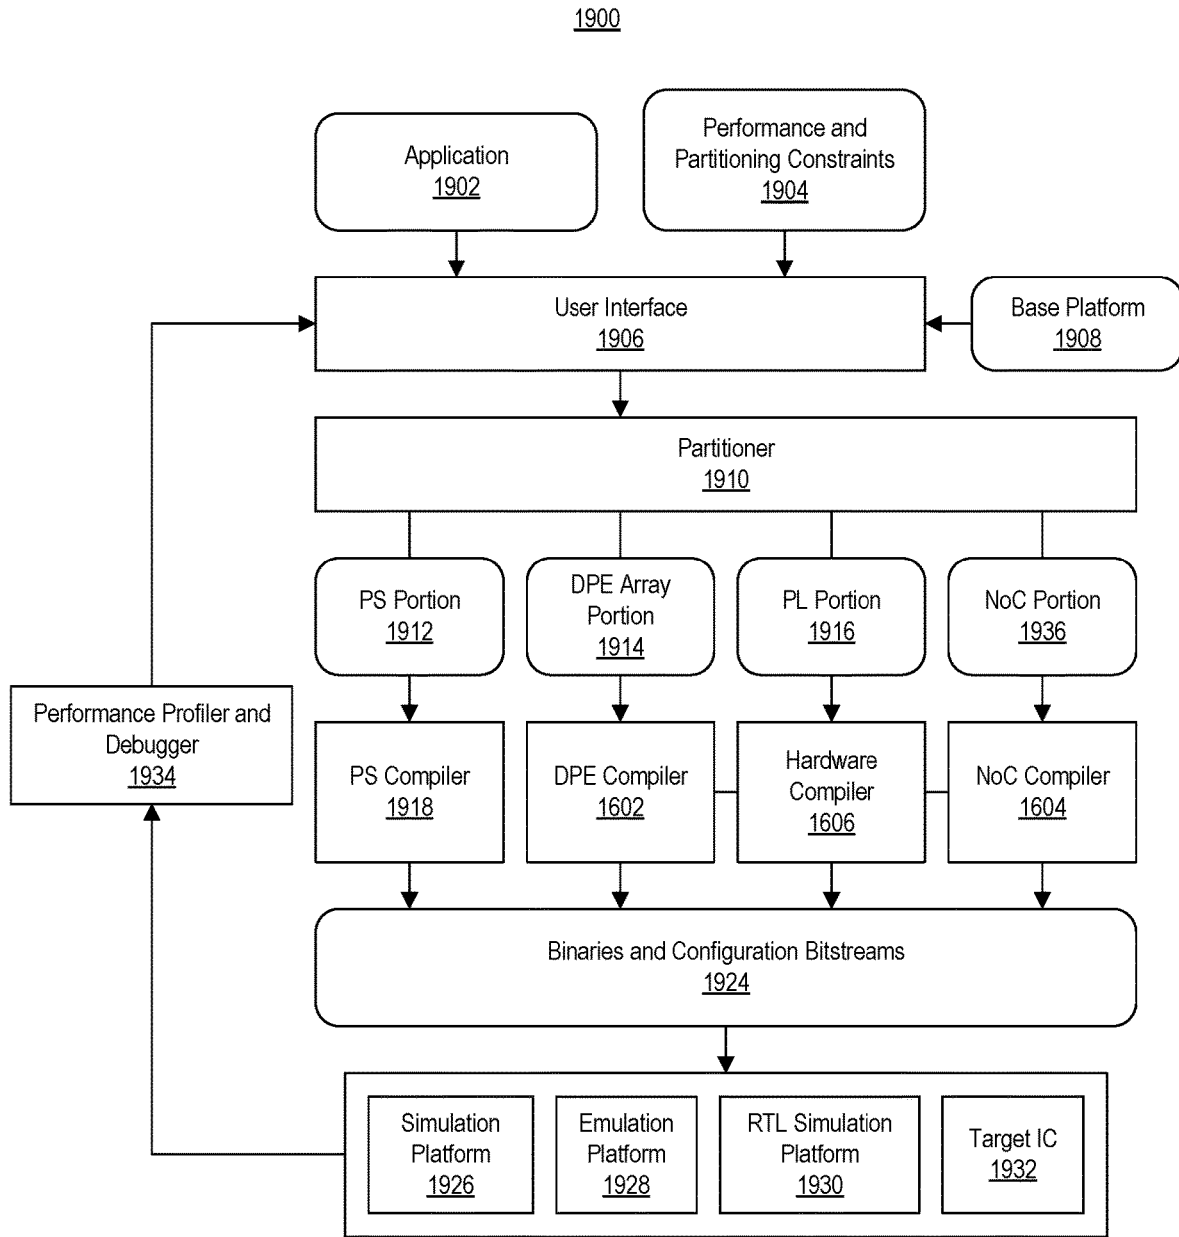 1900
Application
1902
Performance and
Partitioning Constraints
1904
User Interface
1906
Base Platform
1908
Partitioner
1910
PS Portion
1912
DPE Array
Portion
1914
PL Portion
1916
NoC Portion
1936
Performance Profiler and
Debugger
1934
PS Compiler
1918
DPE Compiler
1602
Hardware
Compiler
1606
NoC Compiler
1604
Binaries and Configuration Bitstreams
1924
Simulation
Platform
1926
Emulation
Platform
1928
RTL Simulation
Platform
1930
Target IC
1932